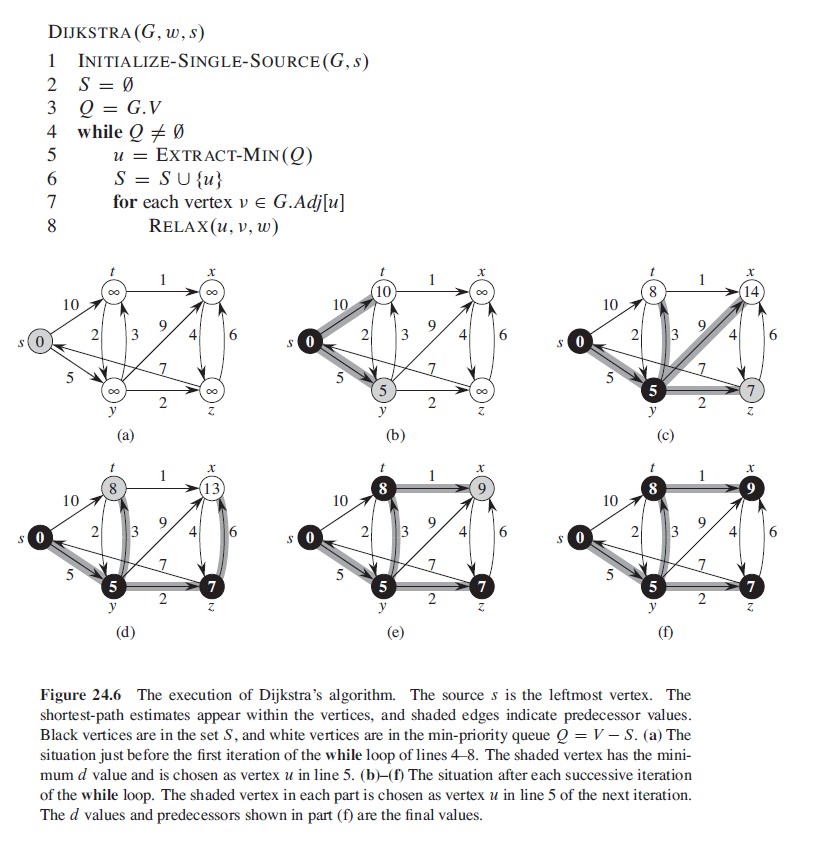 DIJKSTRA(G, w, s)
1 INITIALIZE-SINGLE-SOURCE(G, s)
2 S = ∅
3 Q = G.V
4 while Q ≠ ∅
5 u = EXTRACT-MIN(Q)
6 S = S ∪ {u}
7 for each vertex v ∈ G.Adj[u]
8 RELAX(u, v, w)
t x t x t x
∞ 1 ∞ 10 1 ∞ 8 1 14
10 10 10
s 0 2 3 9 4 6 s 0 2 3 9 4 6 s 0 2 3 9 4 6
5 7 5 7 5 7
∞ 2 ∞ 5 2 ∞ 5 2 7
y z y z y z
(a) (b) (c)
t x t x t x
8 1 13 8 1 9 8 1 9
10 10 10
s 0 2 3 9 4 6 s 0 2 3 9 4 6 s 0 2 3 9 4 6
5 7 5 7 5 7
5 2 7 5 2 7 5 2 7
y z y z y z
(d) (e) (f)
Figure 24.6 The execution of Dijkstra's algorithm. The source s is the leftmost vertex. The
shortest-path estimates appear within the vertices, and shaded edges indicate predecessor values.
Black vertices are in the set S, and white vertices are in the min-priority queue Q = V − S. (a) The
situation just before the first iteration of the while loop of lines 4–8. The shaded vertex has the mini-
mum d value and is chosen as vertex u in line 5. (b)–(f) The situation after each successive iteration
of the while loop. The shaded vertex in each part is chosen as vertex u in line 5 of the next iteration.
The d values and predecessors shown in part (f) are the final values.